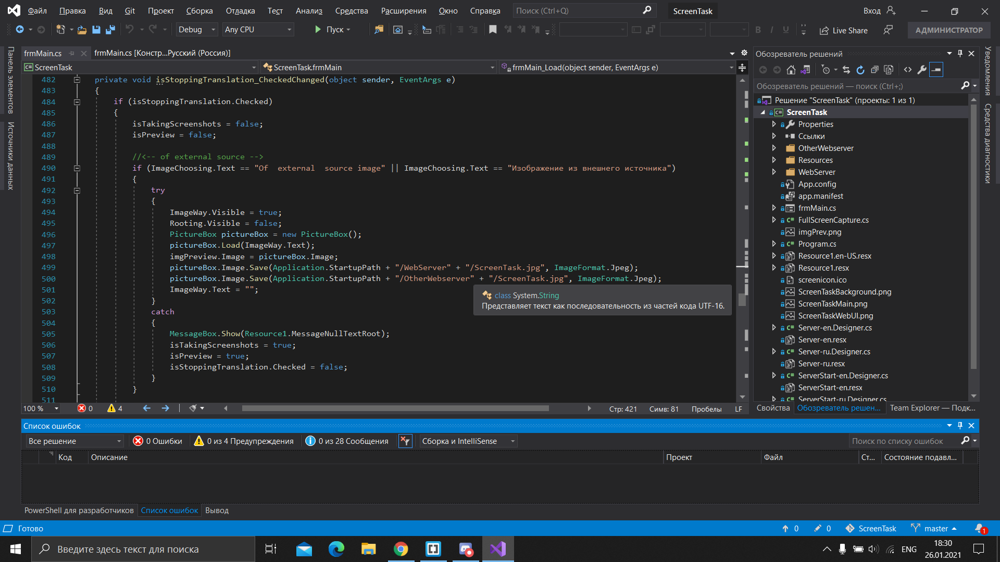 Файл Правка Вид Git Проект Сборка Отладка Тест Анализ Средства Расширения Окно Справка Поиск (Ctrl+Q) ScreenTask Вход
Debug Any CPU Пуск Live Share АДМИНИСТРАТОР
Панель элементов
Источники данных
frmMain.cs frmMain.cs [Констр...Русский (Россия)]
ScreenTask ScreenTask.frmMain frmMain_Load(object sender, EventArgs e)
482 private void isStoppingTranslation_CheckedChanged(object sender, EventArgs e)
483 {
484 if (isStoppingTranslation.Checked)
485 {
486 isTakingScreenshots = false;
487 isPreview = false;
488
489 //<-- of external source -->
490 if (ImageChoosing.Text == "Of  external  source image" || ImageChoosing.Text == "Изображение из внешнего источника")
491 {
492 try
493 {
494 ImageWay.Visible = true;
495 Rooting.Visible = false;
496 PictureBox pictureBox = new PictureBox();
497 pictureBox.Load(ImageWay.Text);
498 imgPreview.Image = pictureBox.Image;
499 pictureBox.Image.Save(Application.StartupPath + "/WebServer" + "/ScreenTask.jpg", ImageFormat.Jpeg);
500 pictureBox.Image.Save(Application.StartupPath + "/OtherWebserver" + "/ScreenTask.jpg", ImageFormat.Jpeg);
501 ImageWay.Text = "";
502 }
503 catch
504 {
505 MessageBox.Show(Resource1.MessageNullTextRoot);
506 isTakingScreenshots = true;
507 isPreview = true;
508 isStoppingTranslation.Checked = false;
509 }
510 }
511
class System.String
Представляет текст как последовательность из частей кода UTF-16.
100 % 0 4 Стр: 421 Симв: 81 Пробелы LF
Обозреватель решений
Обозреватель решений — поиск (Ctrl+;)
Решение "ScreenTask" (проекты: 1 из 1)
ScreenTask
Properties
Ссылки
OtherWebserver
Resources
WebServer
App.config
app.manifest
frmMain.cs
FullScreenCapture.cs
imgPrev.png
Program.cs
Resource1.en-US.resx
Resource1.resx
screenicon.ico
ScreenTaskBackground.png
ScreenTaskMain.png
ScreenTaskWebUI.png
Server-en.Designer.cs
Server-en.resx
Server-ru.Designer.cs
Server-ru.resx
ServerStart-en.Designer.cs
ServerStart-en.resx
ServerStart-ru.Designer.cs
Свойства Обозреватель решен... Team Explorer — Подк...
Уведомления
Средства диагностики
Список ошибок
Все решение 0 Ошибки 0 из 4 Предупреждения 0 из 28 Сообщения Сборка и IntelliSense Поиск по списку ошибок
Код Описание Проект Файл Ст... Состояние подавл...
PowerShell для разработчиков Список ошибок Вывод
Готово 0 0 ScreenTask master 1
Введите здесь текст для поиска ENG 18:30
26.01.2021